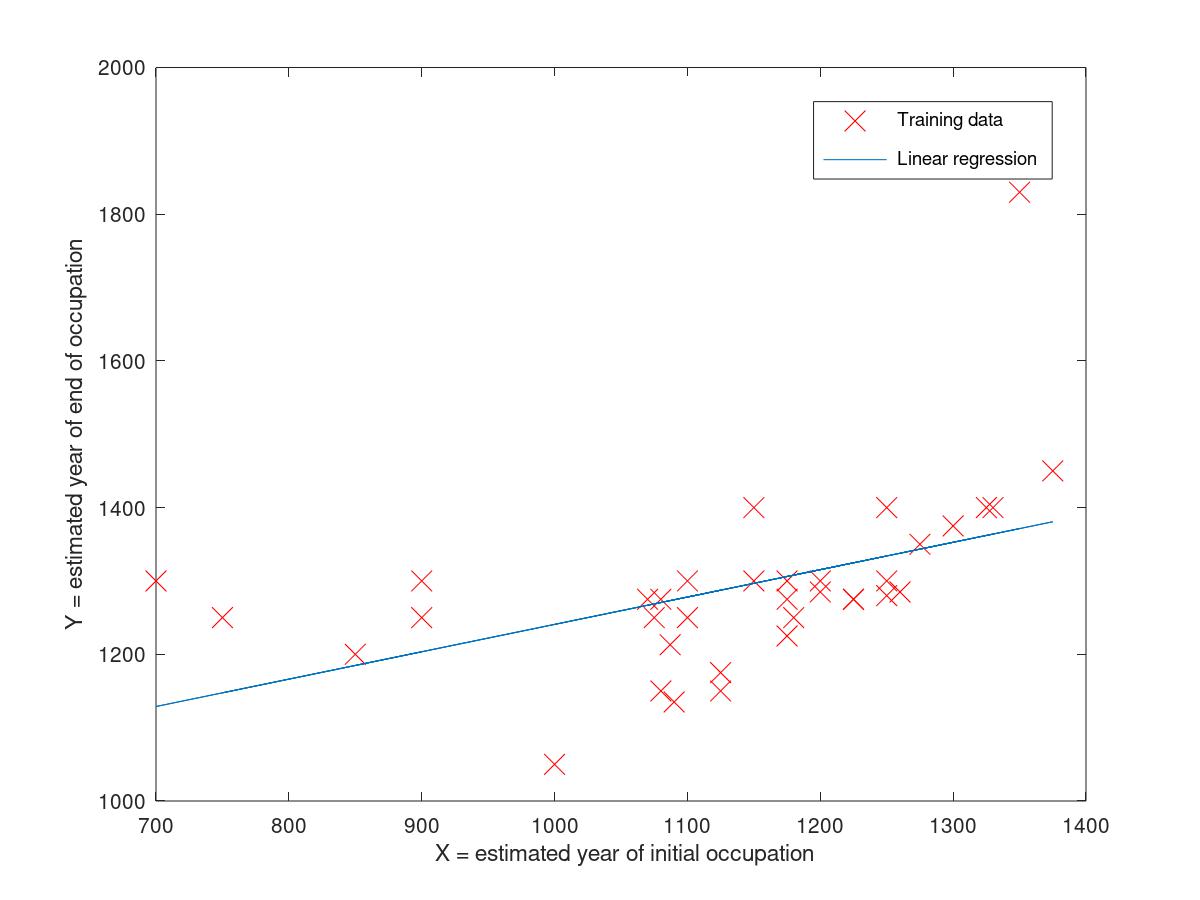 2000
Training data
Linear regression
1800
1600
1400
1200
1000
700 800 900 1000 1100 1200 1300 1400
X = estimated year of initial occupation
Y = estimated year of end of occupation